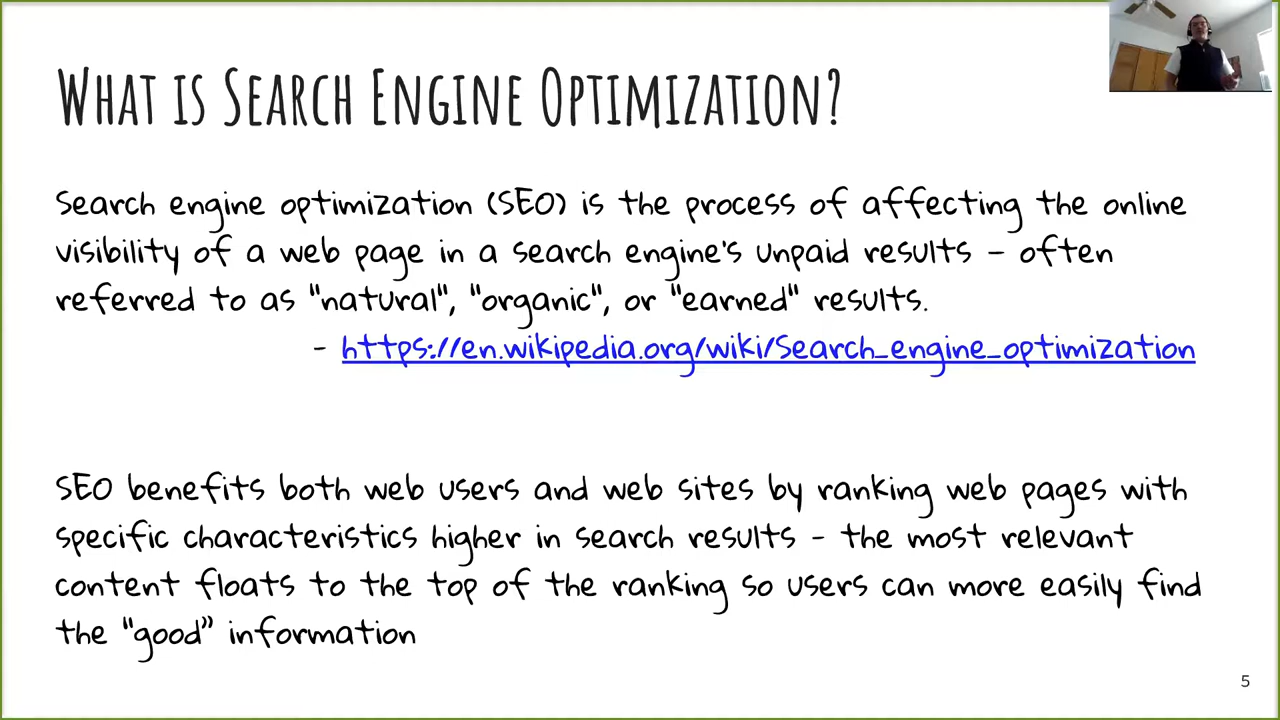 What is Search Engine Optimization?
Search engine optimization (SEO) is the process of affecting the online
visibility of a web page in a search engine's unpaid results – often
referred to as "natural", "organic", or "earned" results.
- https://en.wikipedia.org/wiki/Search_engine_optimization
SEO benefits both web users and web sites by ranking web pages with
specific characteristics higher in search results - the most relevant
content floats to the top of the ranking so users can more easily find
the "good" information
5